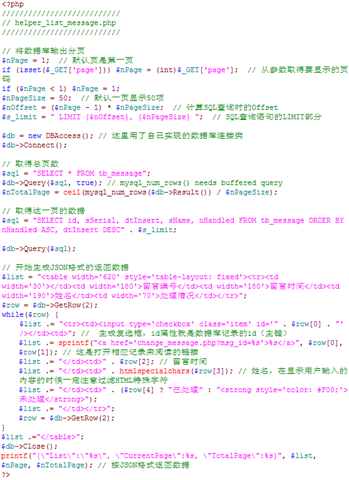 <?php
///////////////////////////
// helper_list_message.php
///////////////////////////
// 将数据库输出分页
$nPage = 1;  // 默认页是第一页
if (isset($_GET['page'])) $nPage = (int)$_GET['page'];  // 从参数取得要显示的页
码
if ($nPage < 1) $nPage = 1;
$nPageSize = 50;  // 默认一页显示50项
$nOffset = ($nPage - 1) * $nPageSize;  // 计算SQL查询时的Offset
$s_limit = " LIMIT {$nOffset}, {$nPageSize} ";  // SQL查询语句的LIMIT部分
$db = new DBAccess(); // 这里用了自己实现的数据库连接类
$db->Connect();
// 取得总页数
$sql = "SELECT * FROM tb_message";
$db->Query($sql, true); // mysql_num_rows() needs buffered query
$nTotalPage = ceil(mysql_num_rows($db->Result()) / $nPageSize);
// 取得这一页的数据
$sql = "SELECT id, sSerial, dtInsert, sName, nHandled FROM tb_message ORDER BY
nHandled ASC, dtInsert DESC" . $s_limit;
$db->Query($sql);
// 开始生成JSON格式的返回数据
$list = "<table width='620' style='table-layout: fixed'><tr><td
width='30'></td><td width='180'>留言编号</td><td width='180'>留言时间</td><td
width='190'>姓名</td><td width='70'>处理情况</td></tr>";
$row = $db->GetRow(2);
while($row) {
$list .= "<tr><td><input type='checkbox' class='item' id='" . $row[0] . "'
/></td><td>"; //  生成复选框，id属性就是数据库记录的id（主键）
$list .= sprintf("<a href='change_message.php?msg_id=%s'>%s</a>", $row[0],
$row[1]); // 这是打开相应记录来阅读的链接
$list .= "</td><td>" . $row[2]; // 留言时间
$list .= "</td><td>" . htmlspecialchars($row[3]); // 姓名，在显示用户输入的
内容的时候一定注意过滤HTML特殊字符
$list .= "</td><td>" . ($row[4] ? "已处理" : "<strong style='color: #F00;'>
未处理</strong>");
$list .= "</td></tr>";
$row = $db->GetRow(2);
}
$list .="</table>";
$db->Close();
printf("{\"List\":\"%s\", \"CurrentPage\":%s, \"TotalPage\":%s}", $list,
$nPage, $nTotalPage); // 按JSON格式返回数据
?>